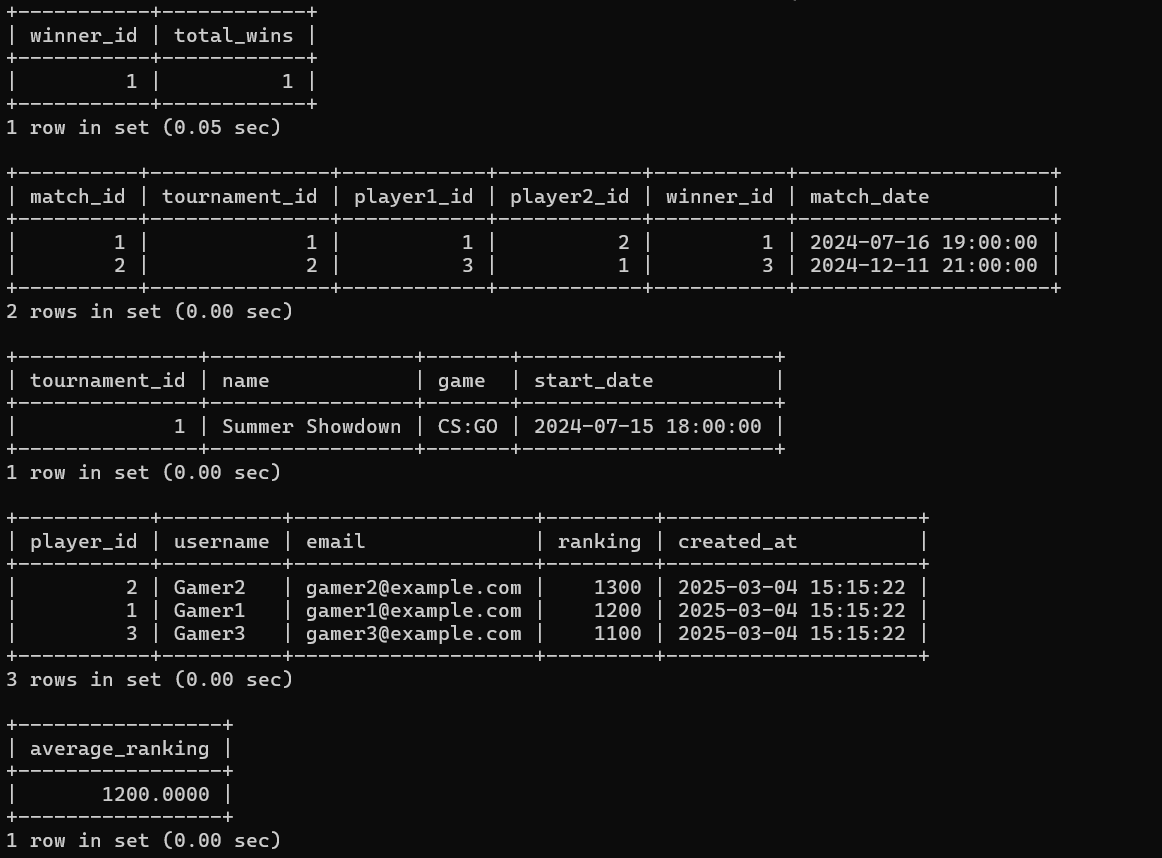 +-----------+------------+
| winner_id | total_wins |
+-----------+------------+
|         1 |          1 |
+-----------+------------+
1 row in set (0.05 sec)

+----------+---------------+------------+------------+-----------+---------------------+
| match_id | tournament_id | player1_id | player2_id | winner_id | match_date          |
+----------+---------------+------------+------------+-----------+---------------------+
|        1 |             1 |          1 |          2 |         1 | 2024-07-16 19:00:00 |
|        2 |             2 |          3 |          1 |         3 | 2024-12-11 21:00:00 |
+----------+---------------+------------+------------+-----------+---------------------+
2 rows in set (0.00 sec)

+---------------+-----------------+-------+---------------------+
| tournament_id | name            | game  | start_date          |
+---------------+-----------------+-------+---------------------+
|             1 | Summer Showdown | CS:GO | 2024-07-15 18:00:00 |
+---------------+-----------------+-------+---------------------+
1 row in set (0.00 sec)

+-----------+----------+--------------------+---------+---------------------+
| player_id | username | email              | ranking | created_at          |
+-----------+----------+--------------------+---------+---------------------+
|         2 | Gamer2   | gamer2@example.com |    1300 | 2025-03-04 15:15:22 |
|         1 | Gamer1   | gamer1@example.com |    1200 | 2025-03-04 15:15:22 |
|         3 | Gamer3   | gamer3@example.com |    1100 | 2025-03-04 15:15:22 |
+-----------+----------+--------------------+---------+---------------------+
3 rows in set (0.00 sec)

+-----------------+
| average_ranking |
+-----------------+
|       1200.0000 |
+-----------------+
1 row in set (0.00 sec)